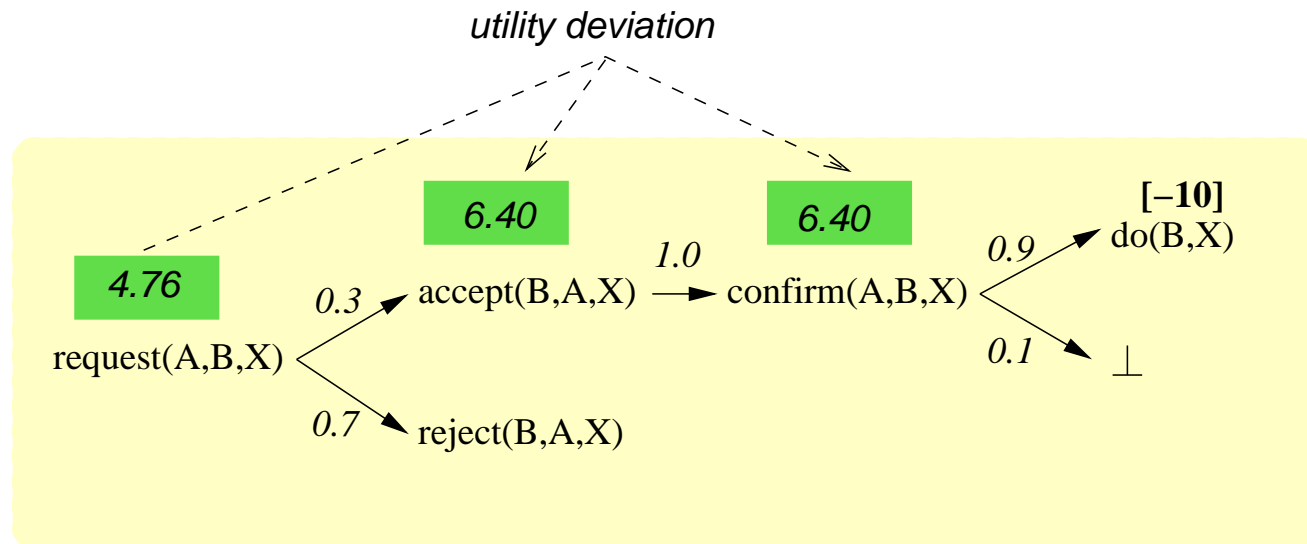 utility deviation
[−10]
6.40
6.40
do(B,X)
0.9
1.0
4.76
accept(B,A,X)
confirm(A,B,X)
0.3
request(A,B,X)
0.1
⊥
0.7
reject(B,A,X)